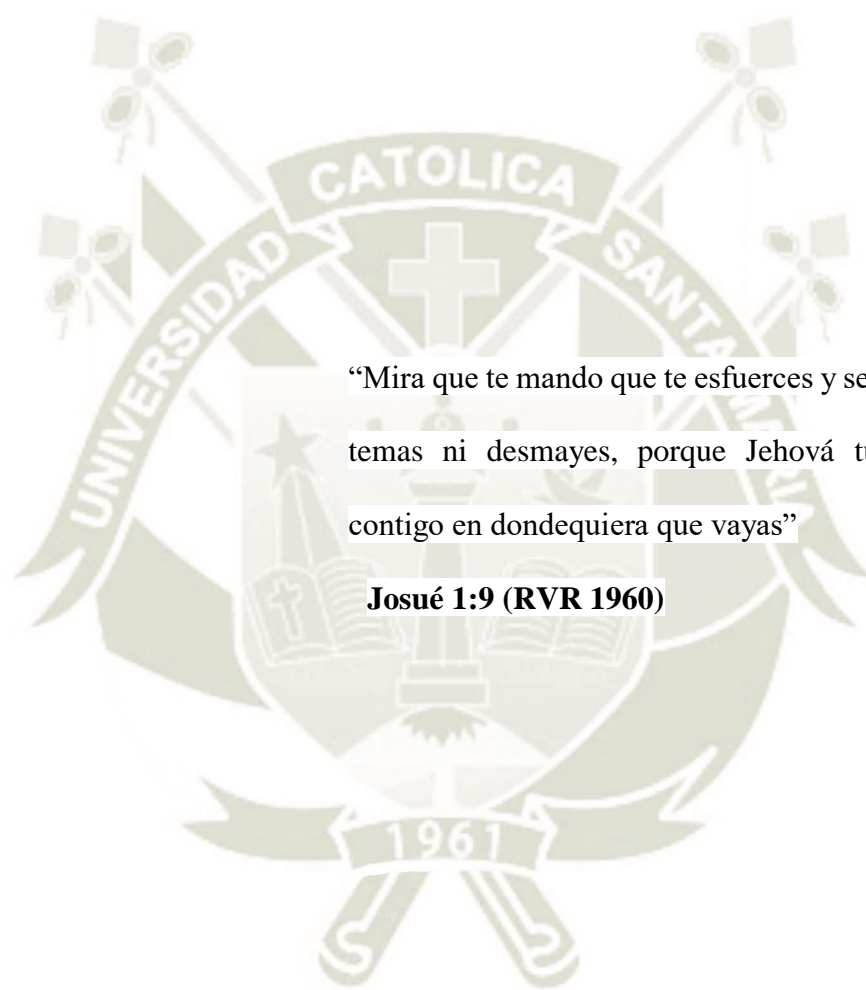 CATOLICA
UNIVERSIDAD
SANTA MARIA
“Mira que te mando que te esfuerces y se
temas ni desmayes, porque Jehová
contigo en dondequiera que vayas”
Josué 1:9 (RVR 1960)
1961